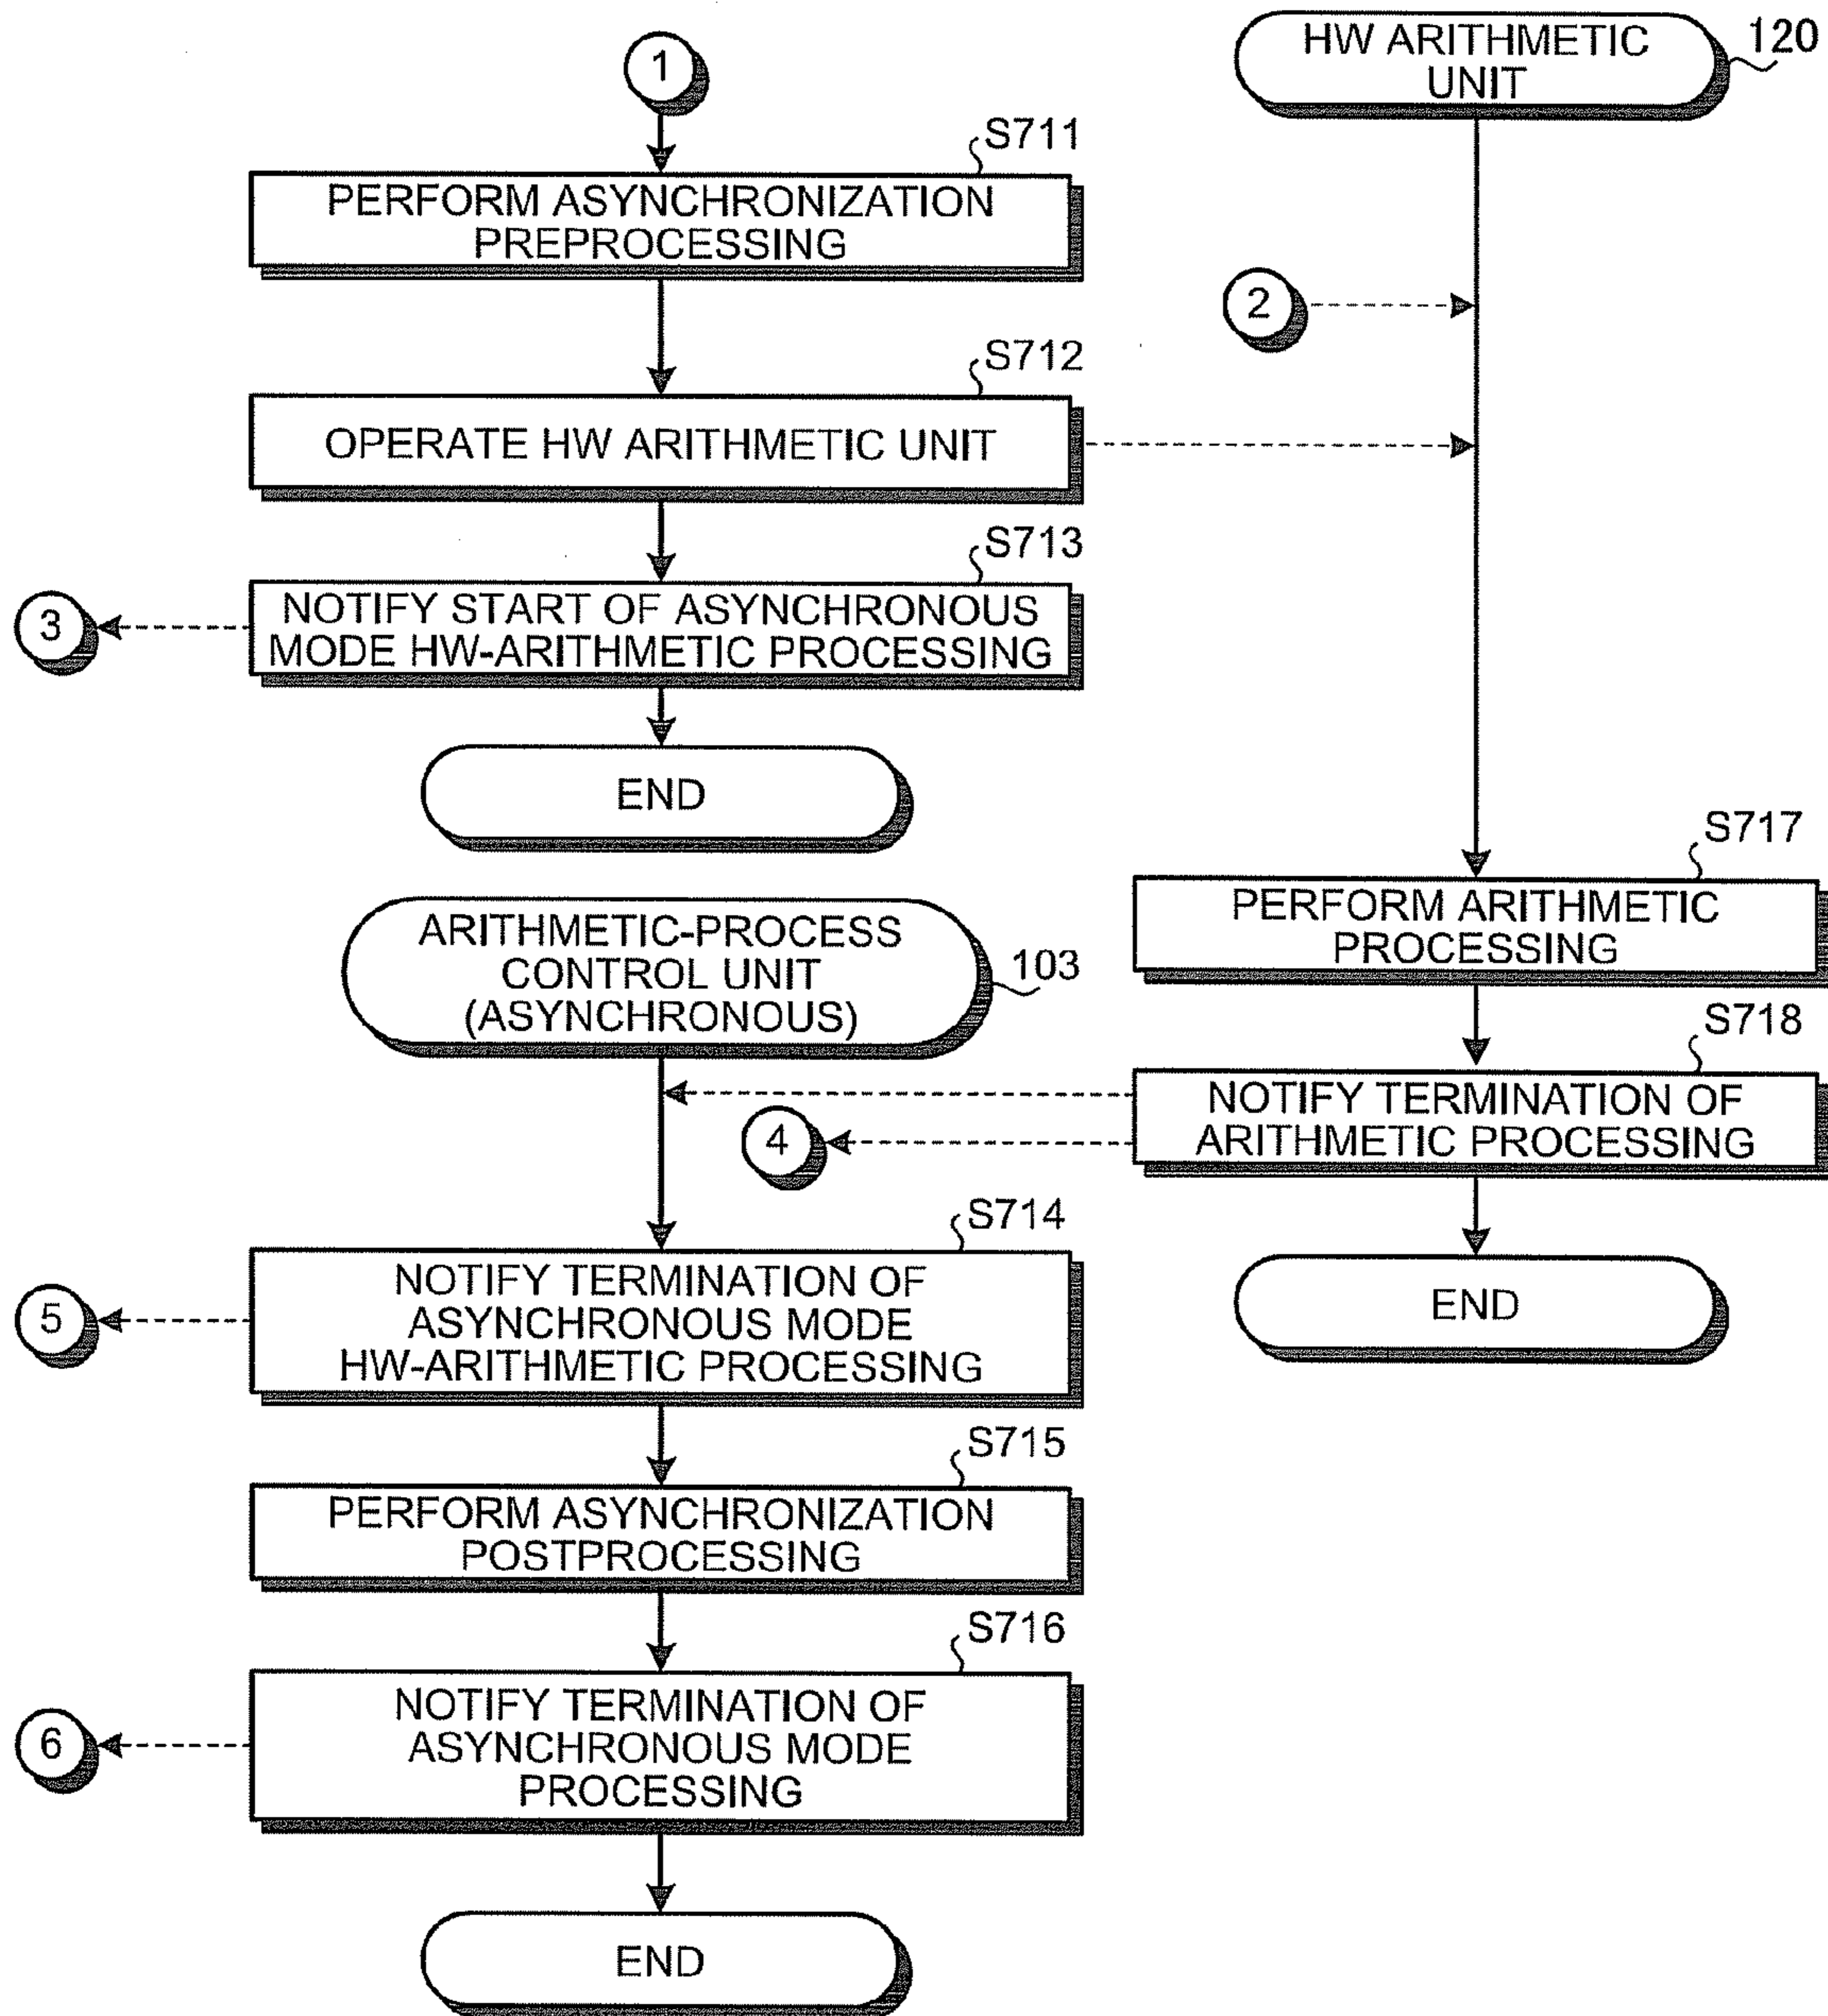 1
S711
PERFORM ASYNCHRONIZATION
PREPROCESSING
S712
OPERATE HW ARITHMETIC UNIT
S713
NOTIFY START OF ASYNCHRONOUS
MODE HW-ARITHMETIC PROCESSING
3
END
HW ARITHMETIC
UNIT
120
2
S717
PERFORM ARITHMETIC
PROCESSING
S718
NOTIFY TERMINATION OF
ARITHMETIC PROCESSING
4
END
ARITHMETIC-PROCESS
CONTROL UNIT
(ASYNCHRONOUS)
103
S714
NOTIFY TERMINATION OF
ASYNCHRONOUS MODE
HW-ARITHMETIC PROCESSING
5
S715
PERFORM ASYNCHRONIZATION
POSTPROCESSING
S716
NOTIFY TERMINATION OF
ASYNCHRONOUS MODE
PROCESSING
6
END